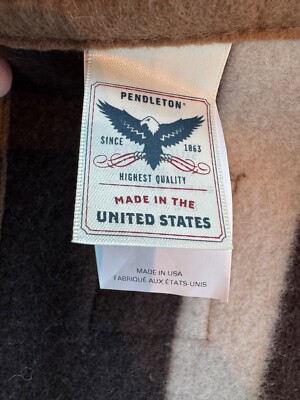 PENDLETON®
SINCE 1863
HIGHEST QUALITY
MADE IN THE
UNITED STATES
MADE IN USA
FABRIQUÉ AUX ÉTATS-UNIS